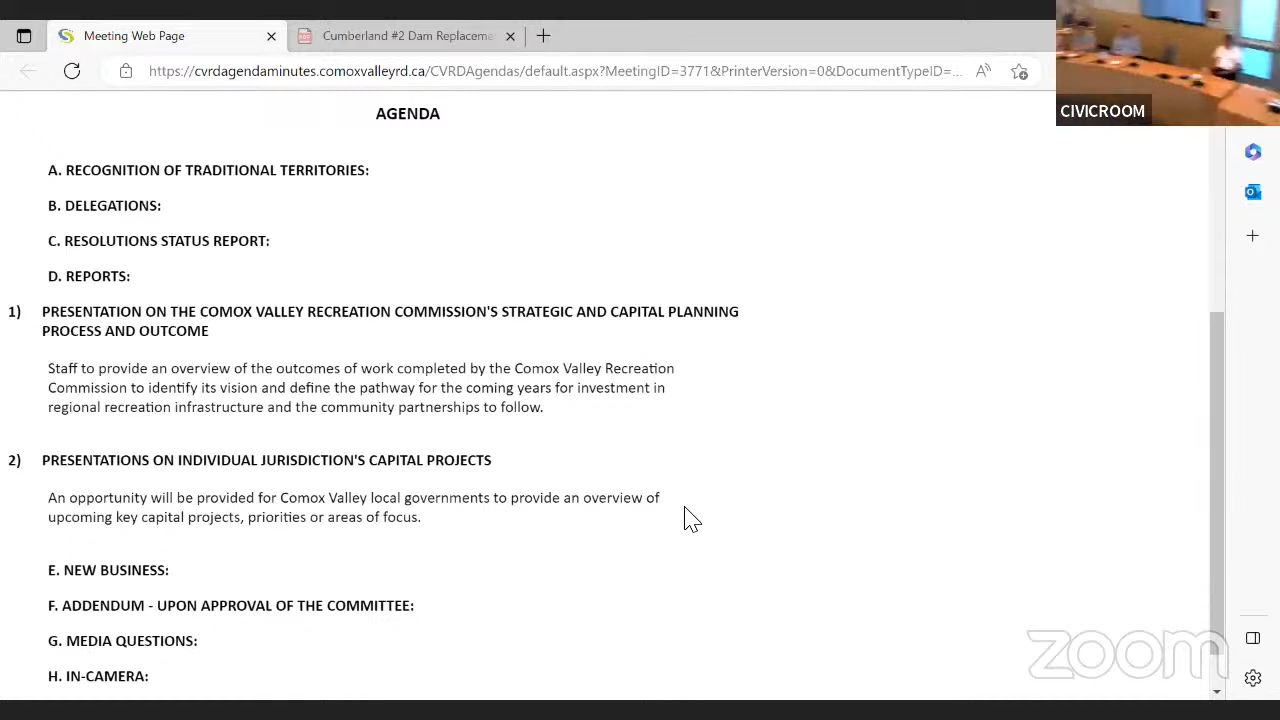 Meeting Web Page
Cumberland #2 Dam Replaceme
https://cvrdagendaminutes.comoxvalleyrd.ca/CVRDAgendas/default.aspx?MeetingID=3771&PrinterVersion=0&DocumentTypeID=...
CIVICROOM
AGENDA
A. RECOGNITION OF TRADITIONAL TERRITORIES:
B. DELEGATIONS:
C. RESOLUTIONS STATUS REPORT:
D. REPORTS:
1) PRESENTATION ON THE COMOX VALLEY RECREATION COMMISSION'S STRATEGIC AND CAPITAL PLANNING
PROCESS AND OUTCOME
Staff to provide an overview of the outcomes of work completed by the Comox Valley Recreation
Commission to identify its vision and define the pathway for the coming years for investment in
regional recreation infrastructure and the community partnerships to follow.
2) PRESENTATIONS ON INDIVIDUAL JURISDICTION'S CAPITAL PROJECTS
An opportunity will be provided for Comox Valley local governments to provide an overview of
upcoming key capital projects, priorities or areas of focus.
E. NEW BUSINESS:
F. ADDENDUM - UPON APPROVAL OF THE COMMITTEE:
G. MEDIA QUESTIONS:
H. IN-CAMERA:
zoom